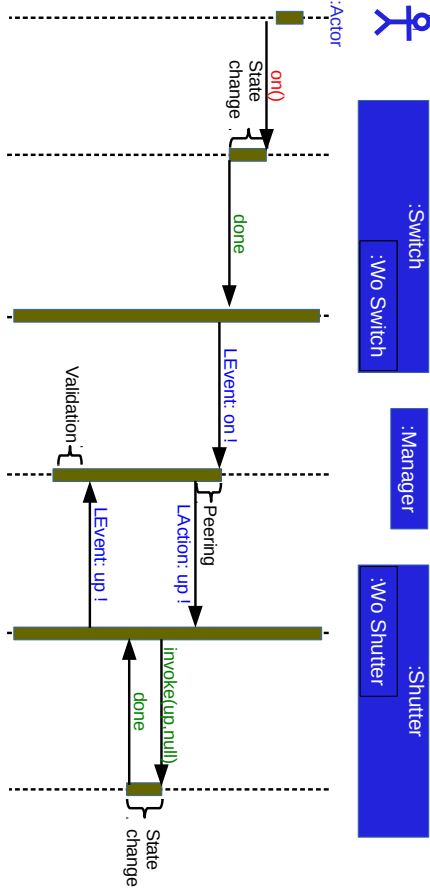 :Actor
:Switch
:Wo Switch
:Manager
:Wo Shutter
:Shutter
on()
State
change
done
LEvent: on !
Peering
LAction: up !
invoke(up,null)
State
change
done
LEvent: up !
Validation